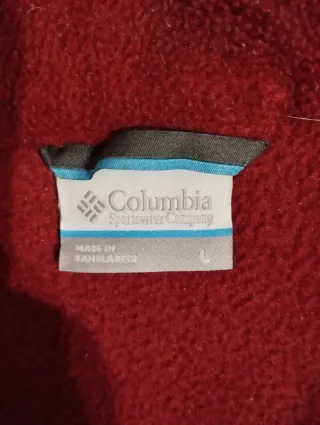 Columbia
Sportswear Company
MADE IN
BANGLADESH
L